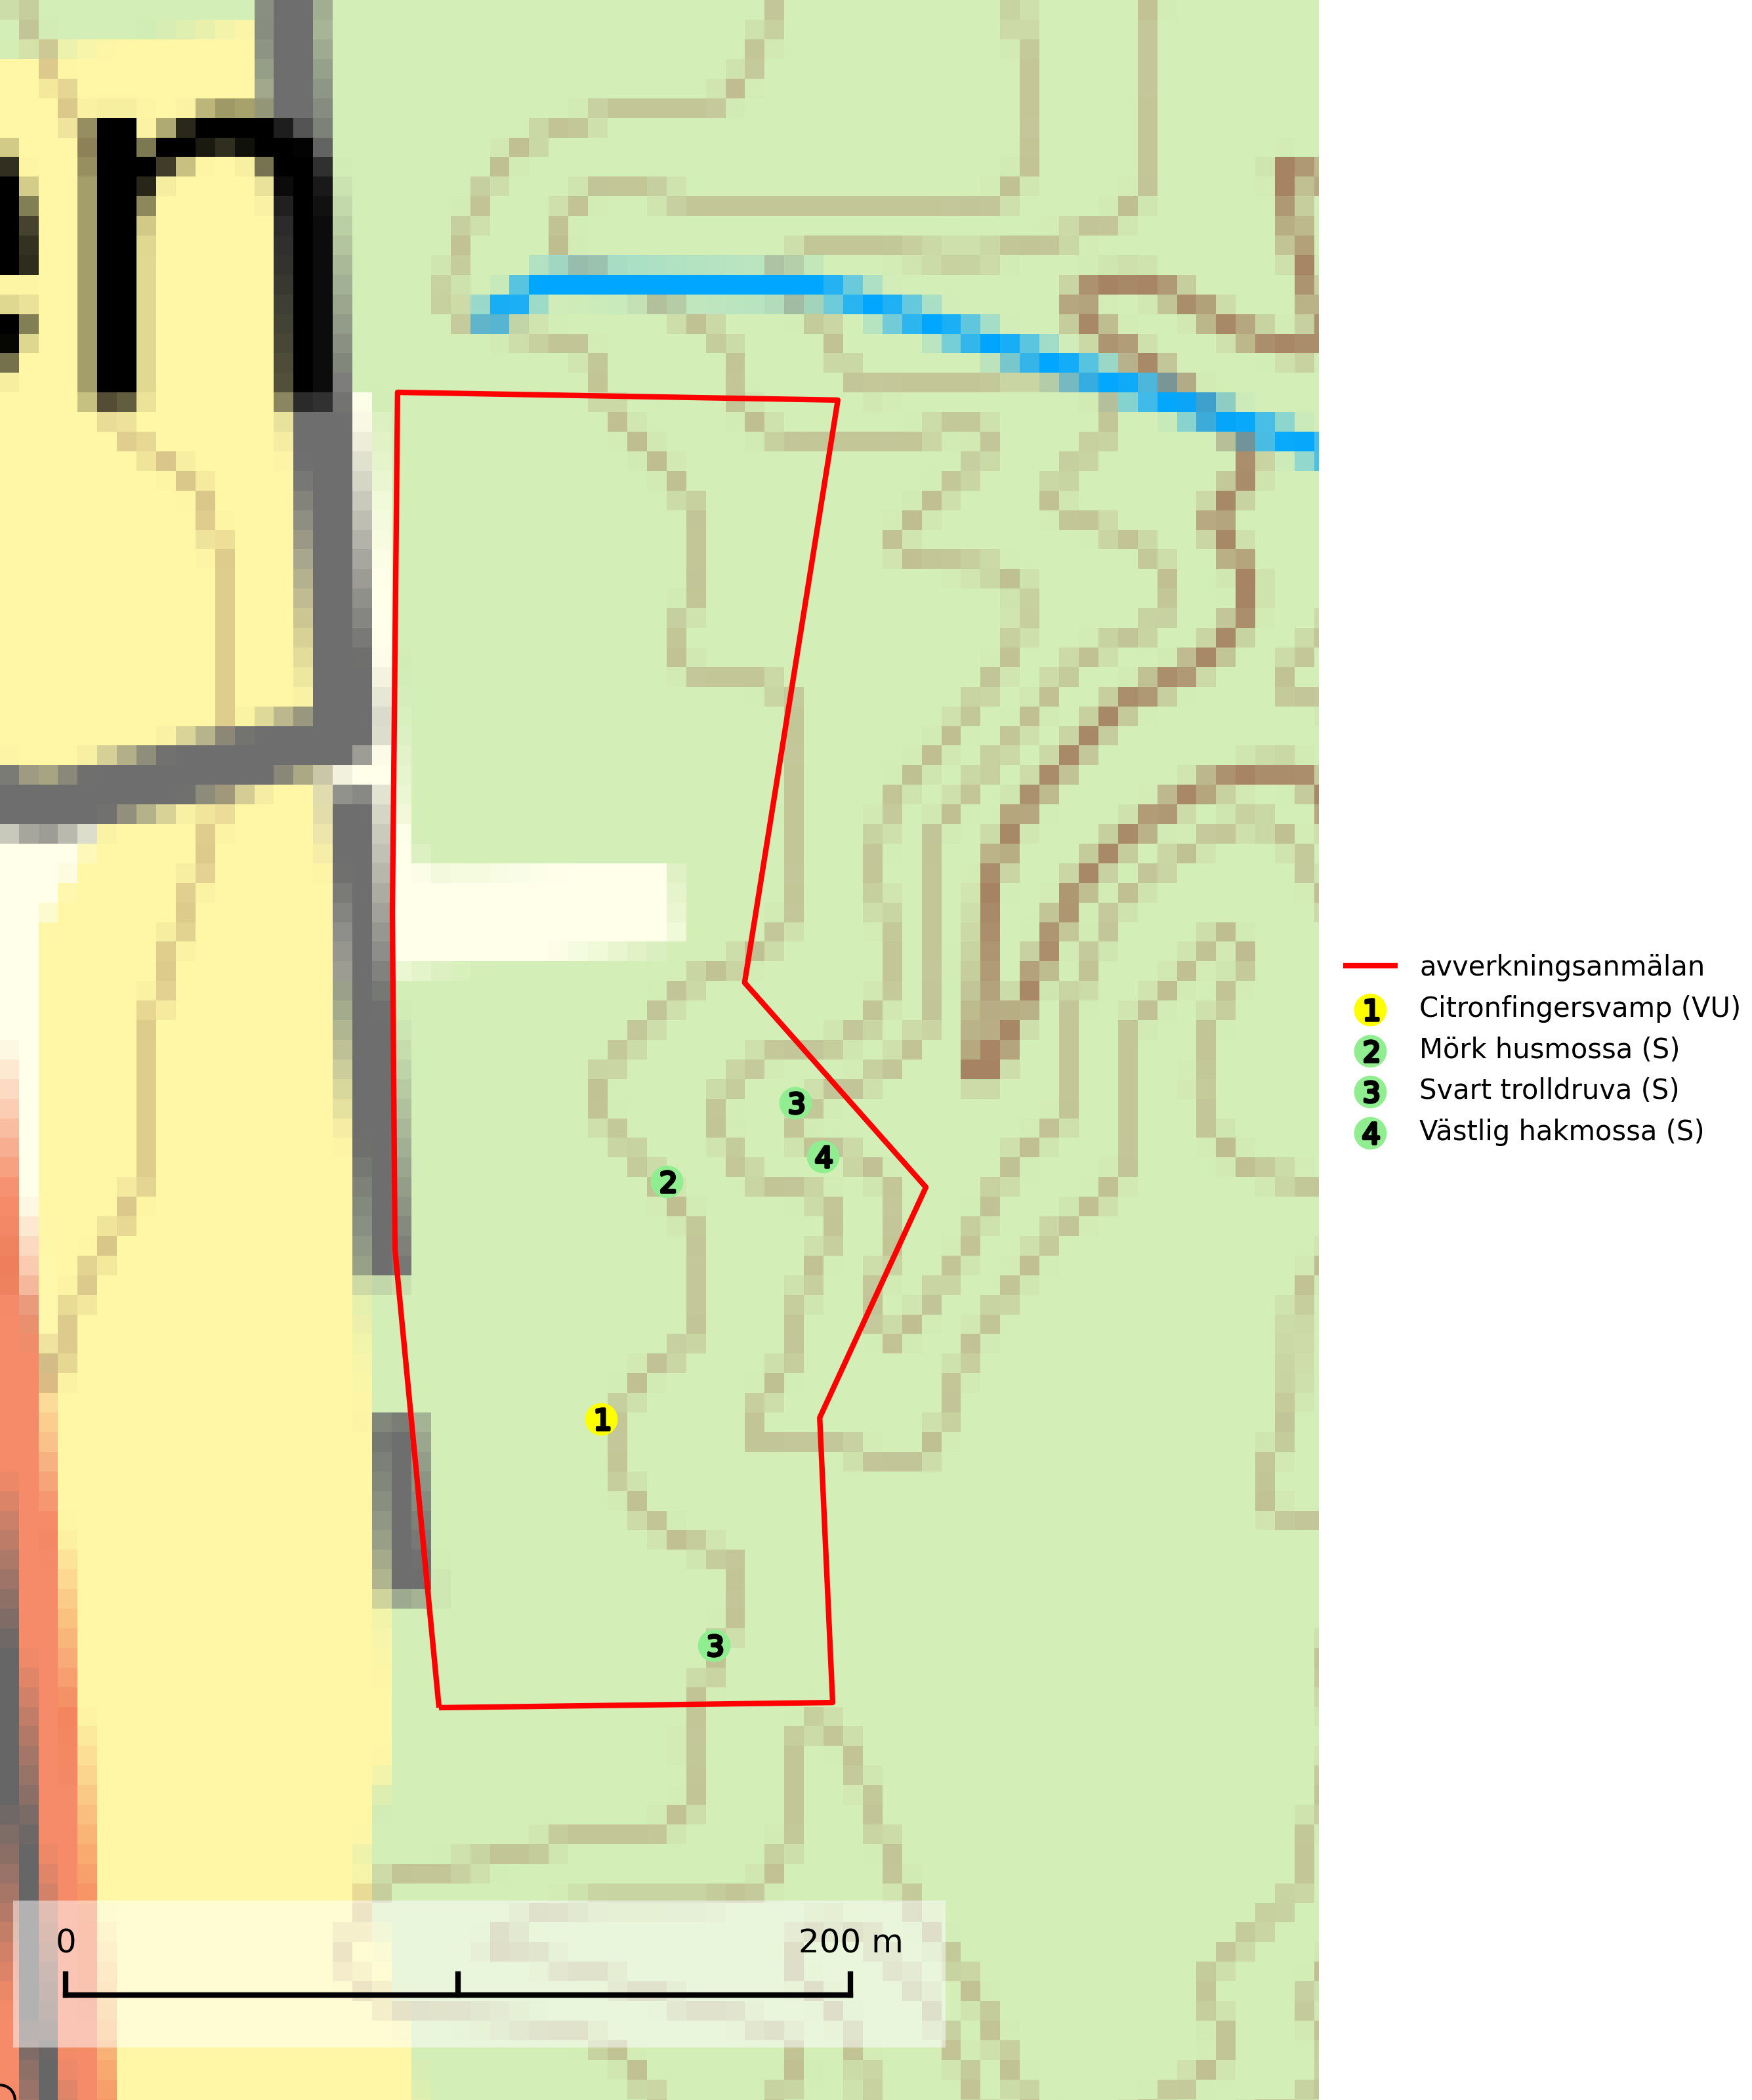 n
avverkningsanmälan
1 Citronfingersvamp (VU)
2 Mörk husmossa (S)
3 Svart trolldruva (S)
4 Västlig hakmossa (S)
3
4
2
1
3
0 200 m